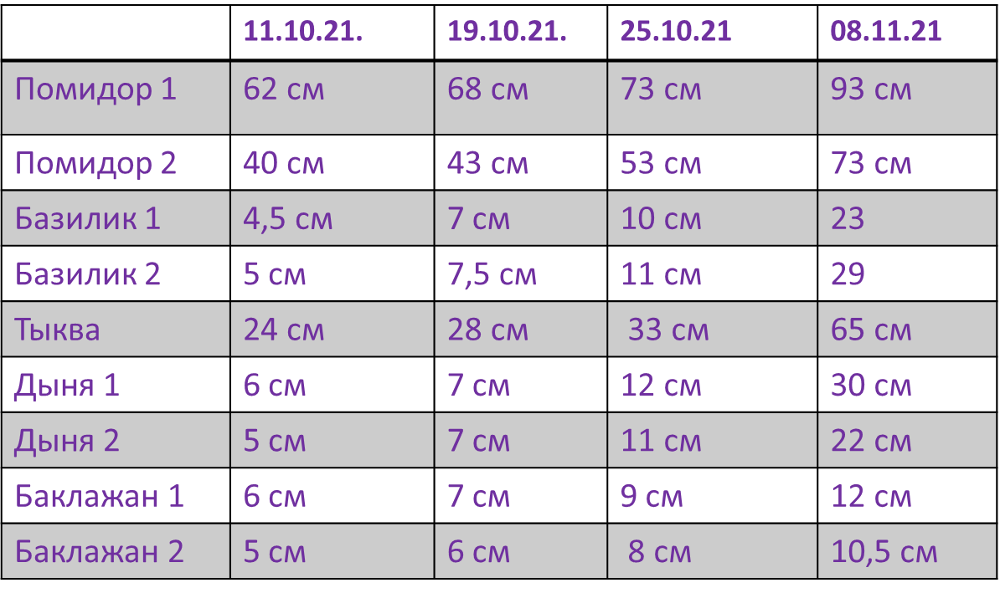 11.10.21. 19.10.21. 25.10.21 08.11.21
Помидор 1 62 см 68 см 73 см 93 см
Помидор 2 40 см 43 см 53 см 73 см
Базилик 1 4,5 см 7 см 10 см 23
Базилик 2 5 см 7,5 см 11 см 29
Тыква 24 см 28 см 33 см 65 см
Дыня 1 6 см 7 см 12 см 30 см
Дыня 2 5 см 7 см 11 см 22 см
Баклажан 1 6 см 7 см 9 см 12 см
Баклажан 2 5 см 6 см 8 см 10,5 см